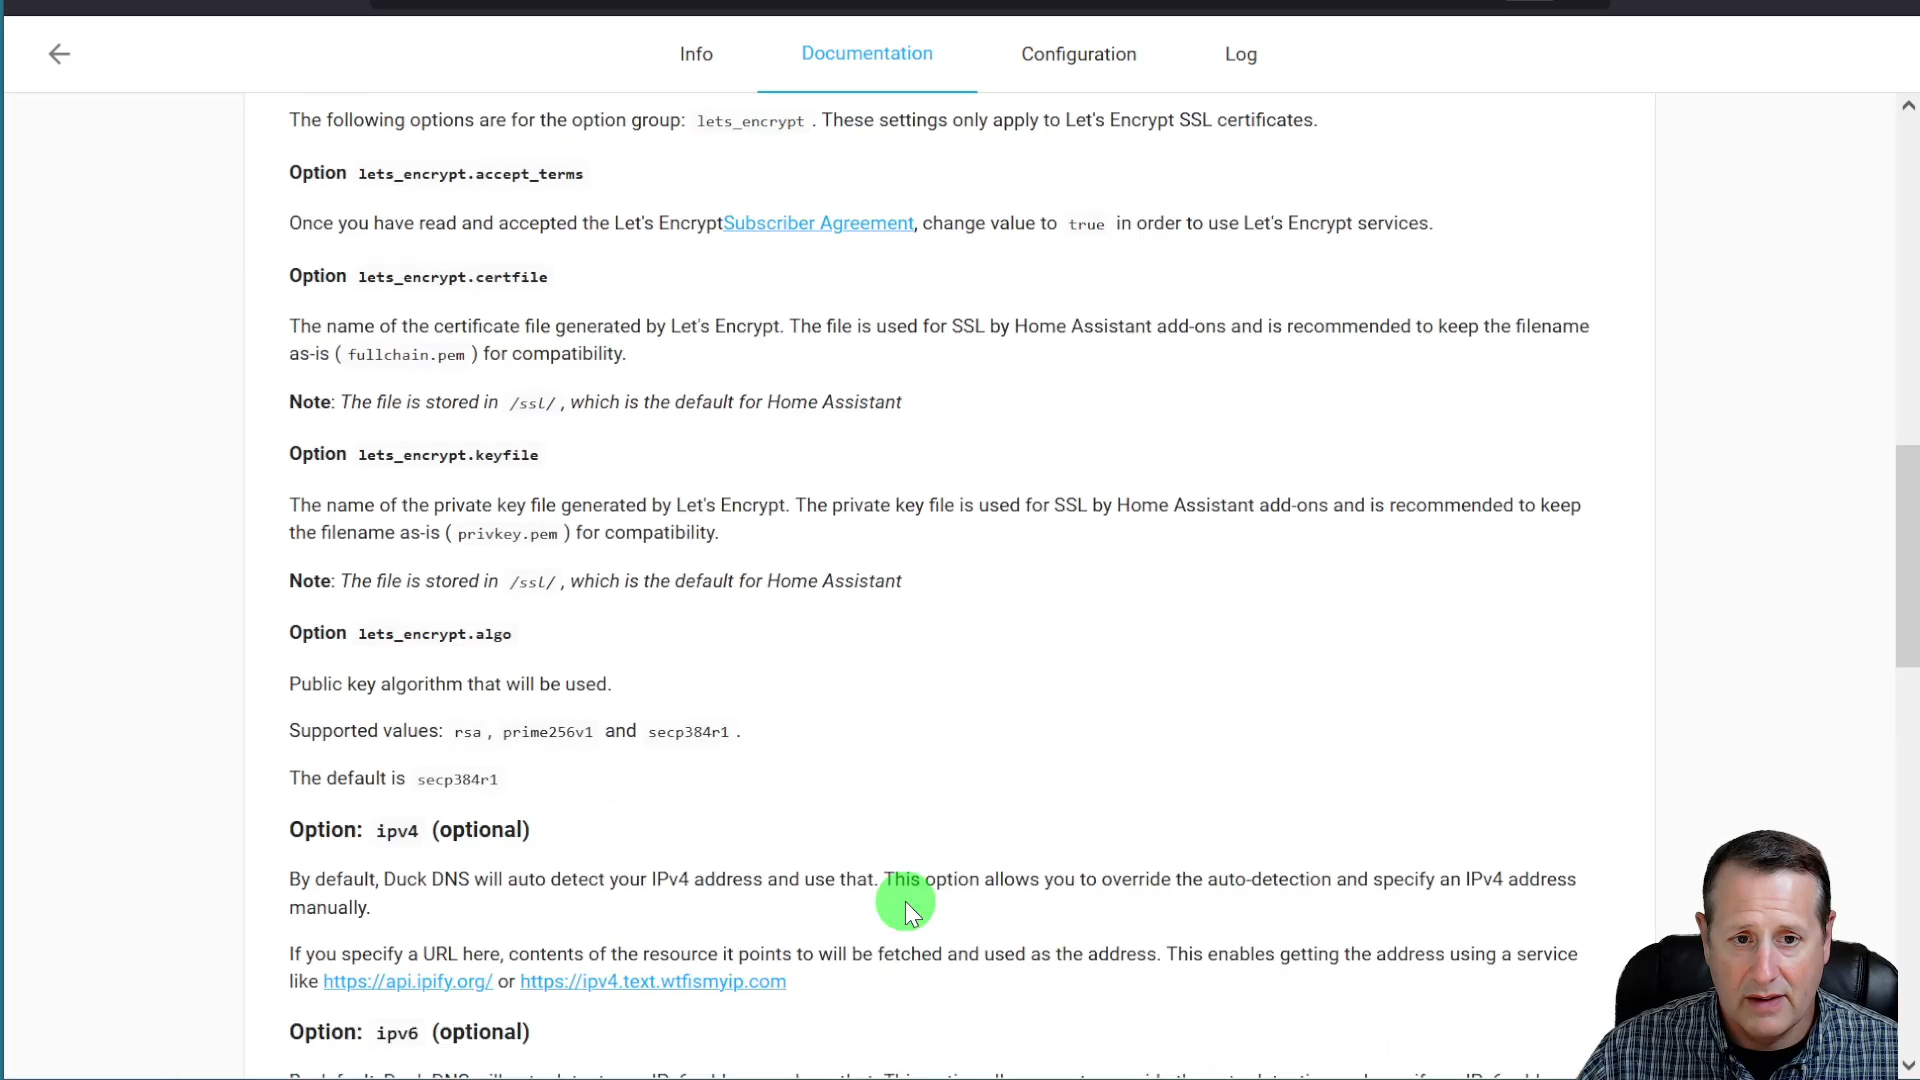 Info
Documentation
Configuration
Log
The following options are for the option group: lets_encrypt . These settings only apply to Let's Encrypt SSL certificates.
Option lets_encrypt.accept_terms
Once you have read and accepted the Let's EncryptSubscriber Agreement, change value to true in order to use Let's Encrypt services.
Option lets_encrypt.certfile
The name of the certificate file generated by Let's Encrypt. The file is used for SSL by Home Assistant add-ons and is recommended to keep the filename
as-is ( fullchain.pem ) for compatibility.
Note: The file is stored in /ssl/ , which is the default for Home Assistant
Option lets_encrypt.keyfile
The name of the private key file generated by Let's Encrypt. The private key file is used for SSL by Home Assistant add-ons and is recommended to keep
the filename as-is ( privkey.pem ) for compatibility.
Note: The file is stored in /ssl/ , which is the default for Home Assistant
Option lets_encrypt.algo
Public key algorithm that will be used.
Supported values: rsa , prime256v1 and secp384r1 .
The default is secp384r1
Option: ipv4 (optional)
By default, Duck DNS will auto detect your IPv4 address and use that. This option allows you to override the auto-detection and specify an IPv4 address
manually.
If you specify a URL here, contents of the resource it points to will be fetched and used as the address. This enables getting the address using a service
like https://api.ipify.org/ or https://ipv4.text.wtfismyip.com
Option: ipv6 (optional)